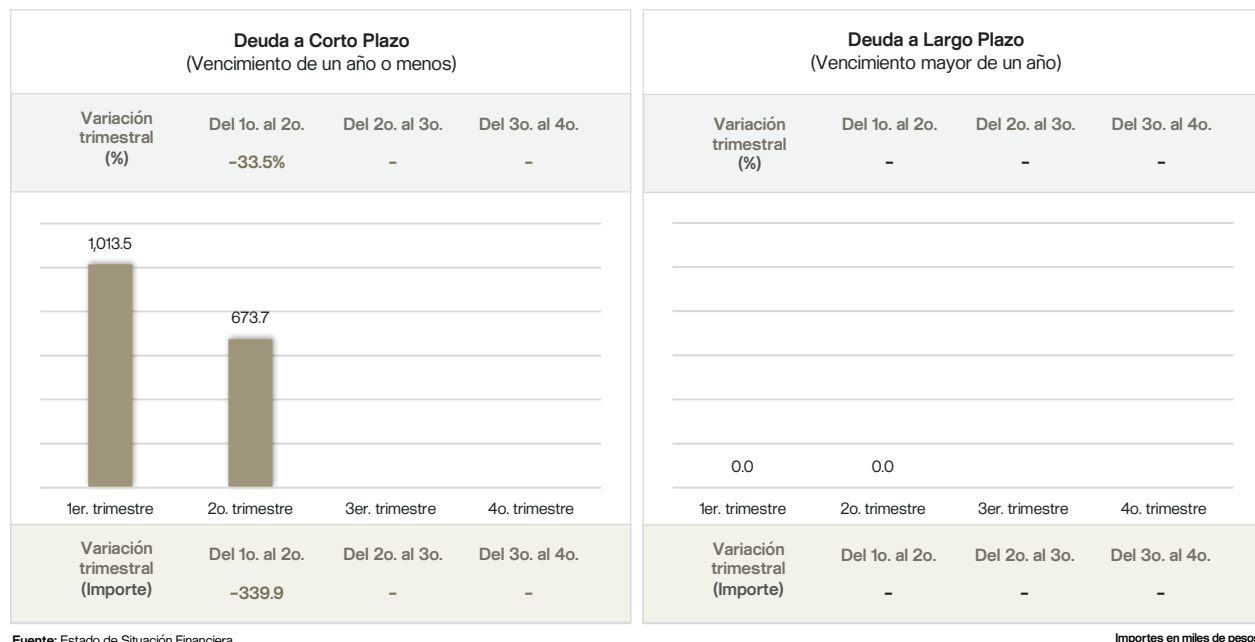 Deuda a Corto Plazo
(Vencimiento de un año o menos)
Variación
trimestral
(%)
Del 1o. al 2o.
Del 2o. al 3o.
Del 3o. al 4o.
-33.5%
-
-
1,013.5
673.7
1er. trimestre
2o. trimestre
3er. trimestre
4o. trimestre
Variación
trimestral
(Importe)
Del 1o. al 2o.
Del 2o. al 3o.
Del 3o. al 4o.
-339.9
-
-
Deuda a Largo Plazo
(Vencimiento mayor de un año)
Variación
trimestral
(%)
Del 1o. al 2o.
Del 2o. al 3o.
Del 3o. al 4o.
-
-
-
0.0
0.0
1er. trimestre
2o. trimestre
3er. trimestre
4o. trimestre
Variación
trimestral
(Importe)
Del 1o. al 2o.
Del 2o. al 3o.
Del 3o. al 4o.
-
-
-
Fuente: Estado de Situación Financiera
Importes en miles de pesos